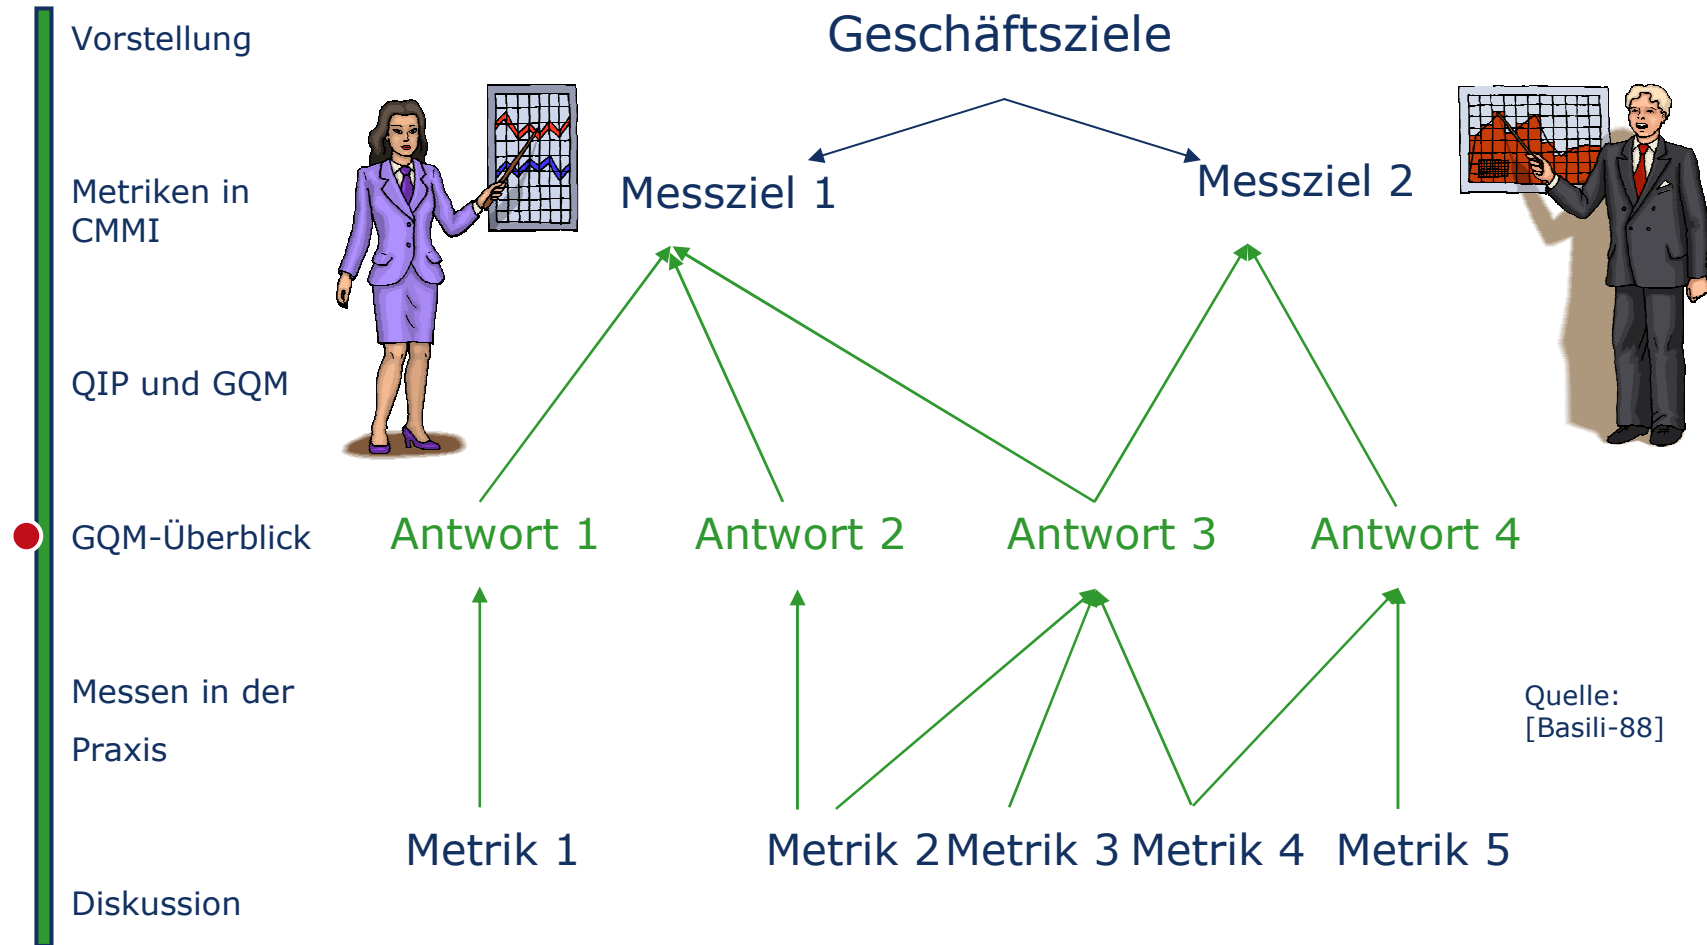 Vorstellung
Metriken in
CMMI
QIP und GQM
GQM-Überblick
Messen in der
Praxis
Diskussion
Geschäftsziele
Messziel 1
Messziel 2
Antwort 1
Antwort 2
Antwort 3
Antwort 4
Metrik 1
Metrik 2
Metrik 3
Metrik 4
Metrik 5
Quelle:
[Basili-88]